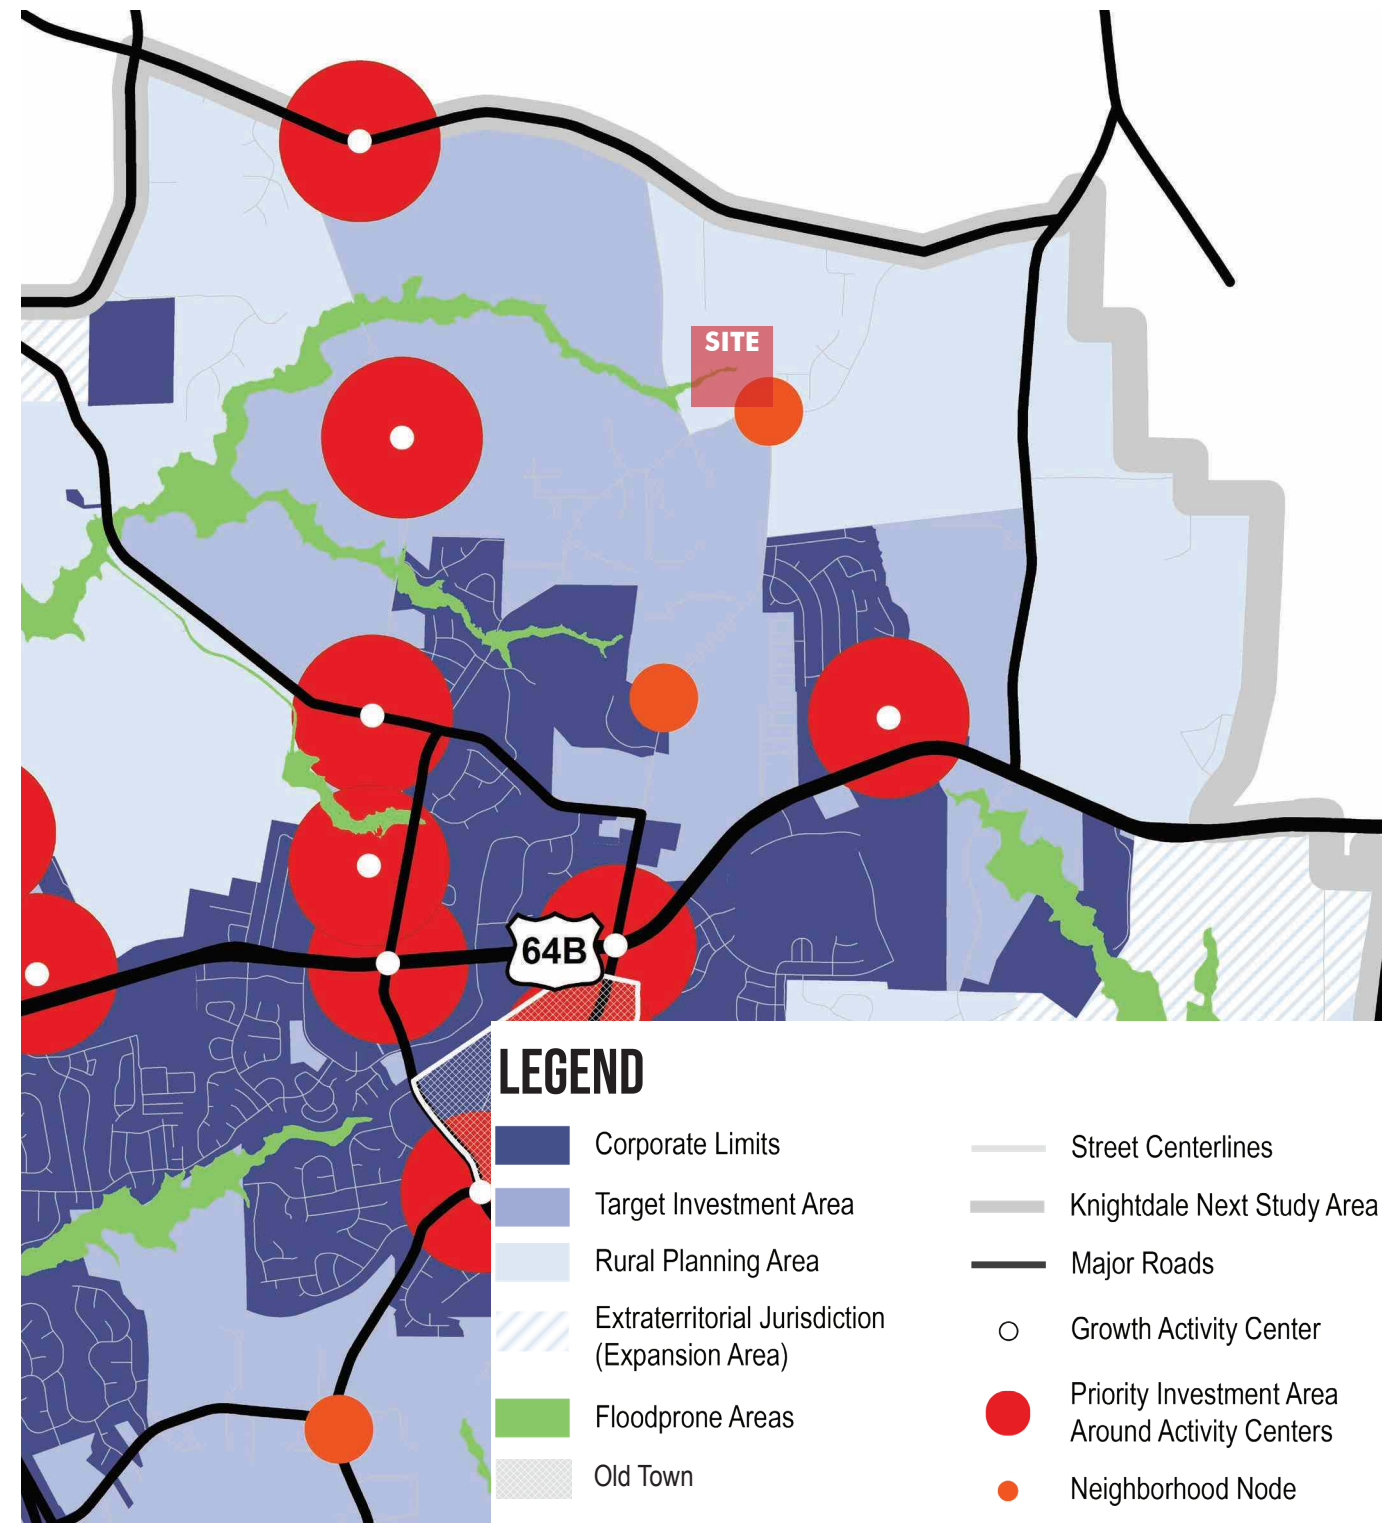 SITE
64B
LEGEND
Corporate Limits
Target Investment Area
Rural Planning Area
Extraterritorial Jurisdiction
(Expansion Area)
Floodprone Areas
Old Town
Street Centerlines
Knightdale Next Study Area
Major Roads
Growth Activity Center
Priority Investment Area
Around Activity Centers
Neighborhood Node